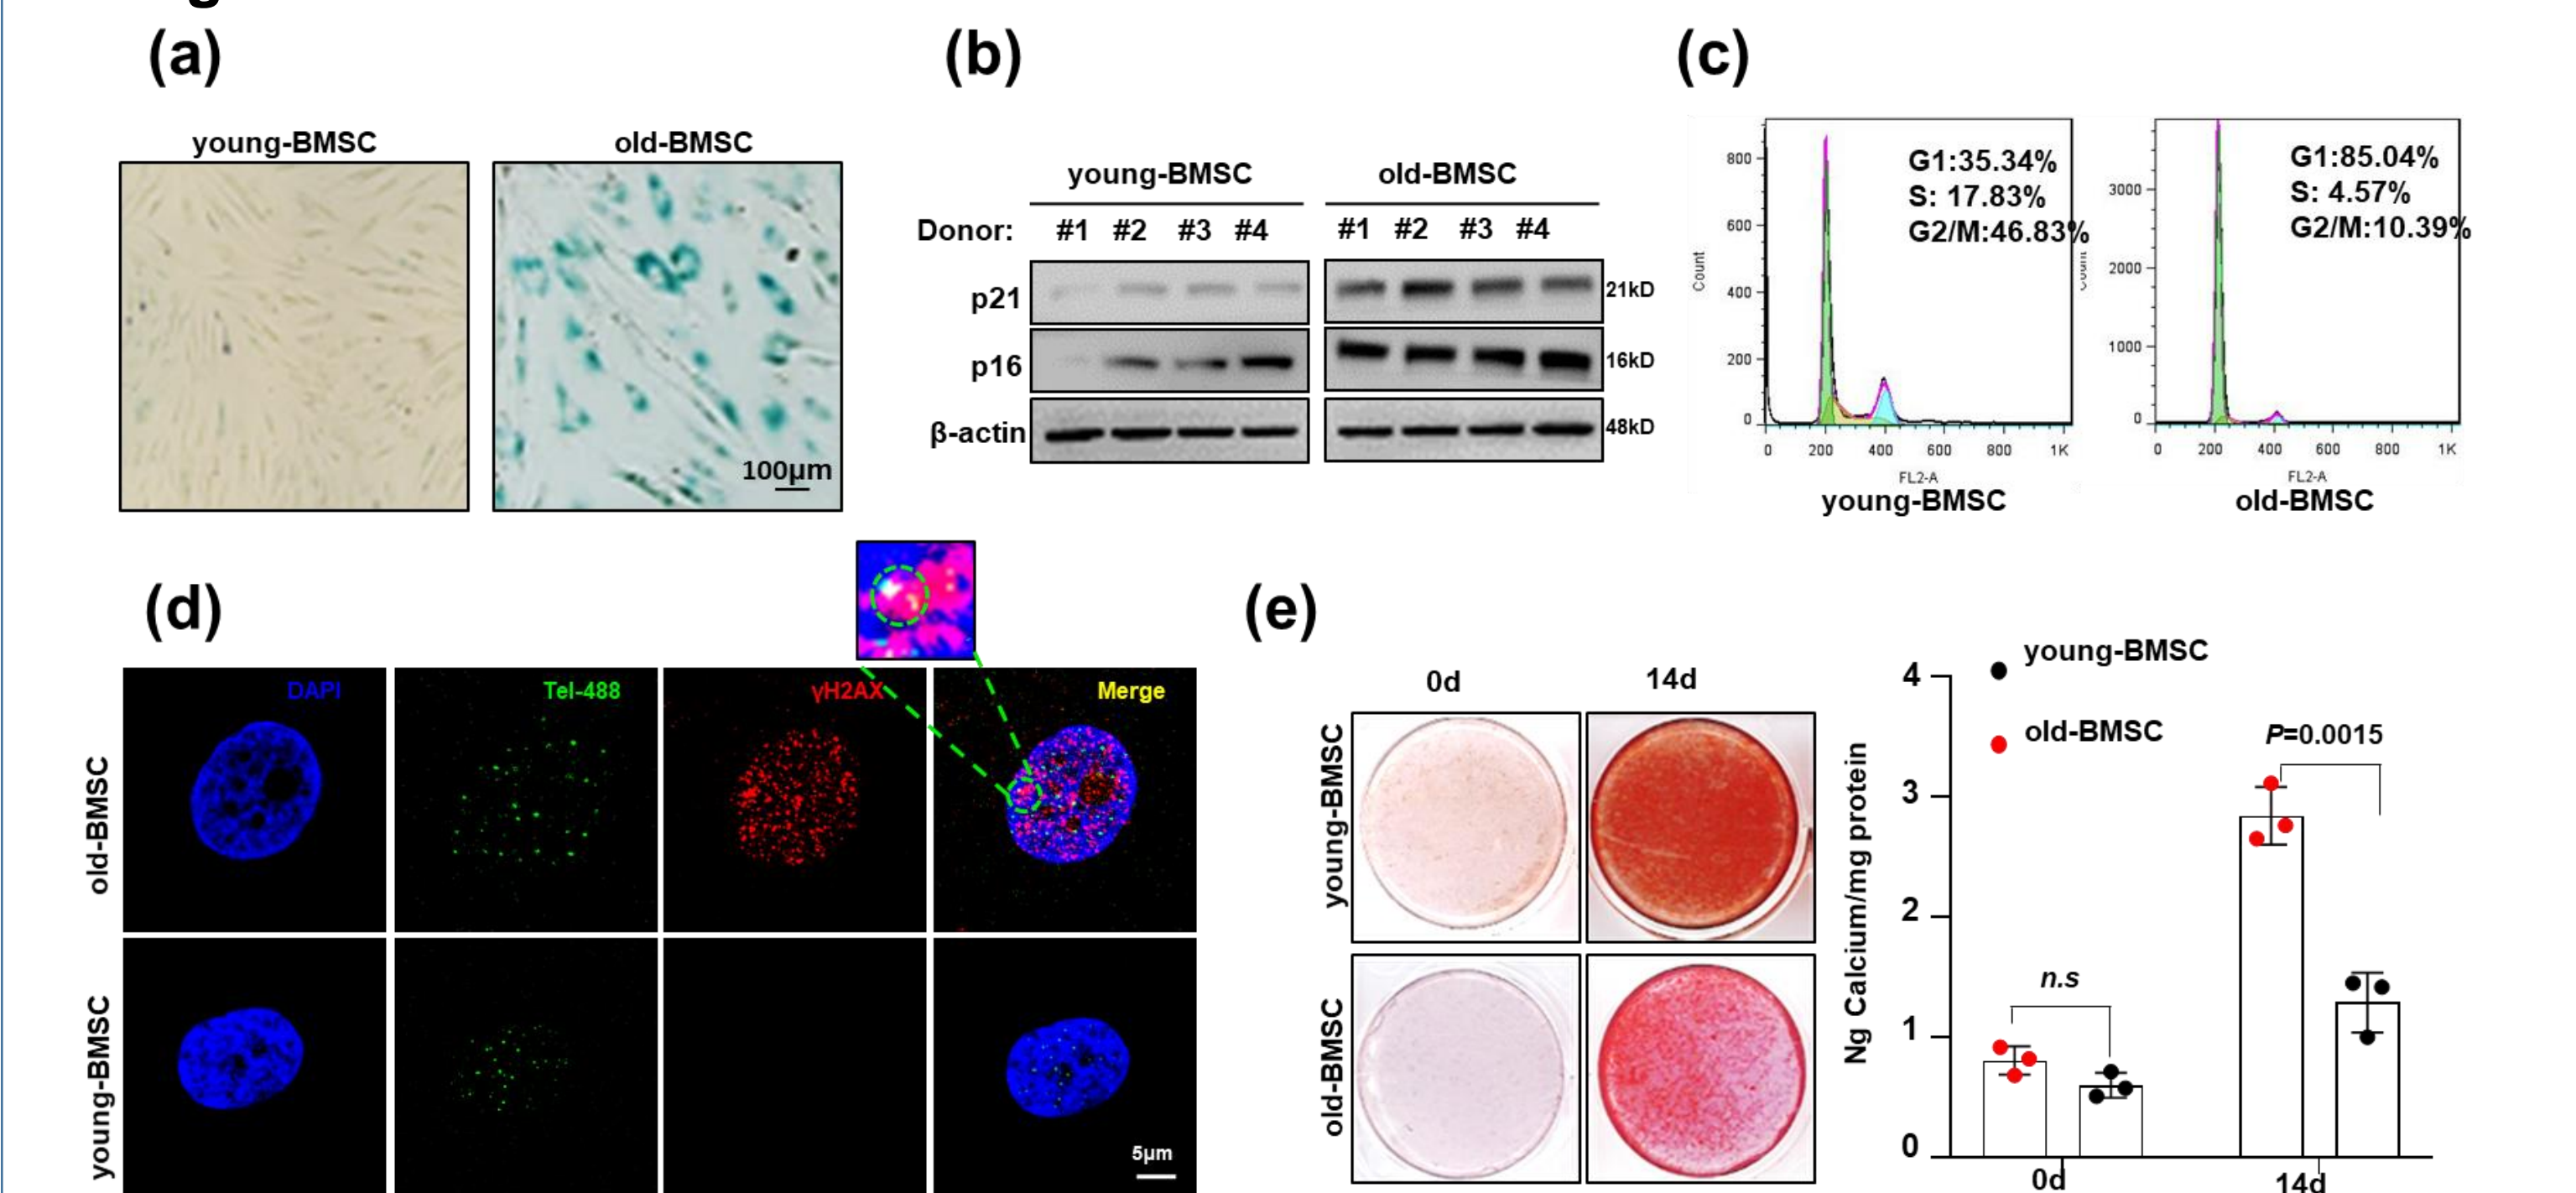 (a)
young-BMSC
old-BMSC
100μm
(b)
young-BMSC
old-BMSC
Donor: #1 #2 #3 #4 #1 #2 #3 #4
p21
21kD
p16
16kD
β-actin
48kD
(c)
G1:35.34%
S: 17.83%
G2/M:46.83%
Count
800
600
400
200
0
0 200 400 600 800 1K
FL2-A
young-BMSC
G1:85.04%
S: 4.57%
G2/M:10.39%
3000
2000
1000
0
0 200 400 600 800 1K
FL2-A
old-BMSC
(d)
DAPI
Tel-488
γH2AX
Merge
old-BMSC
young-BMSC
5μm
(e)
0d
14d
young-BMSC
old-BMSC
young-BMSC
old-BMSC
Ng Calcium/mg protein
4
3
2
1
0
n.s
P=0.0015
0d
14d